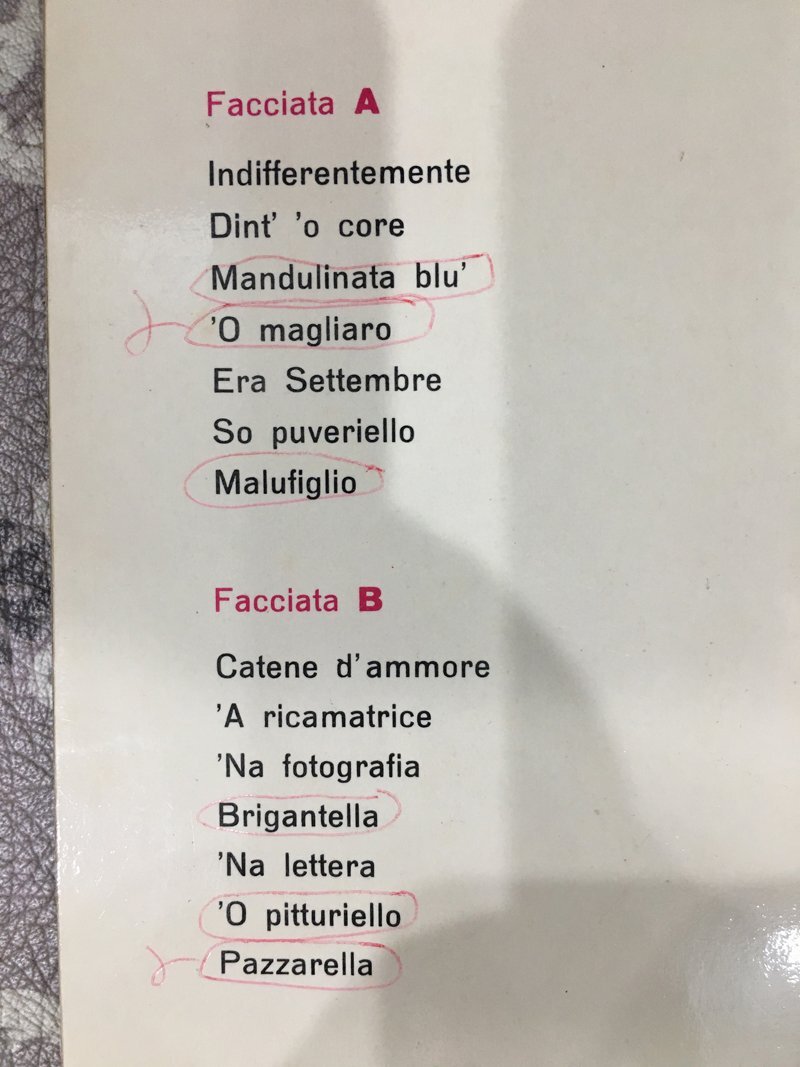 Facciata A
Indifferentemente
Dint' 'o core
Mandulinata blu'
'O magliaro
Era Settembre
So puveriello
Malufiglio
Facciata B
Catene d'ammore
'A ricamatrice
'Na fotografia
Brigantella
'Na lettera
'O pitturiello
Pazzarella